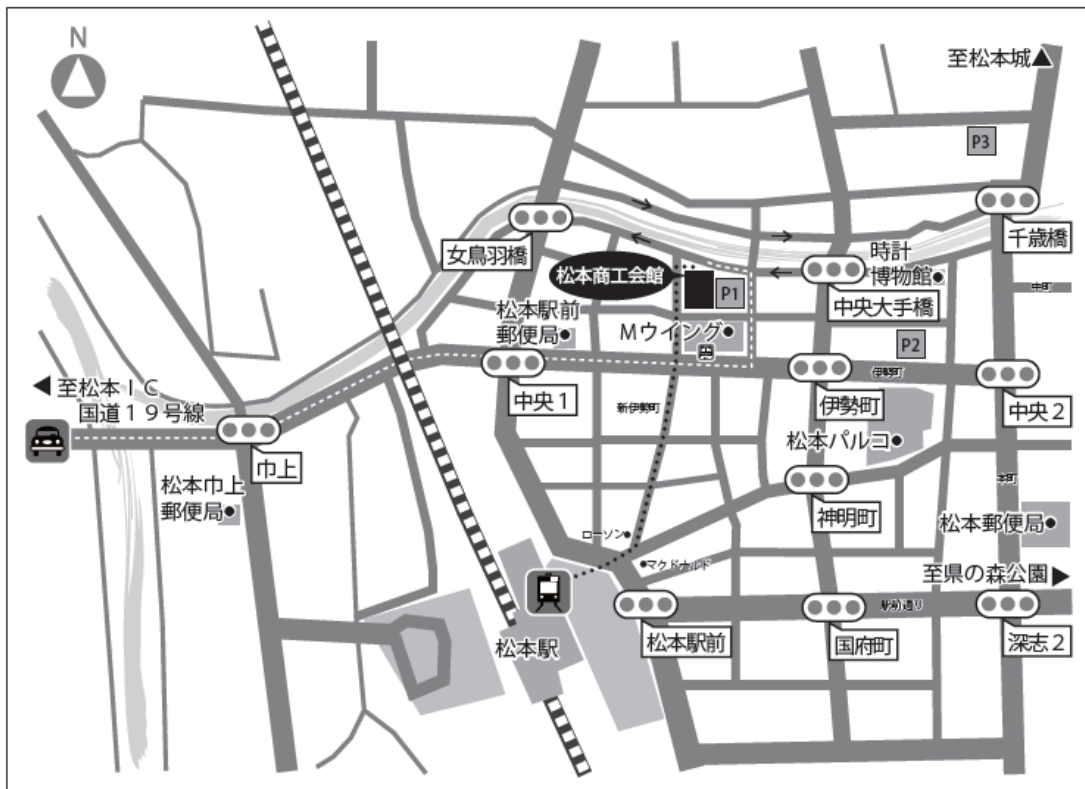 N
至松本城▲
P3
女鳥羽橋
千歳橋
時計
博物館
松本商工会館
P1
中央大手橋
中町
松本駅前
郵便局
Mウイング
P2
伊勢町
◀至松本IC
国道19号線
中央1
新伊勢町
伊勢町
中央2
松本パルコ
巾上
松本巾上
郵便局
本町
神明町
松本郵便局
ローソン
マクドナルド
至県の森公園▶
駅前通り
松本駅
松本駅前
国府町
深志2